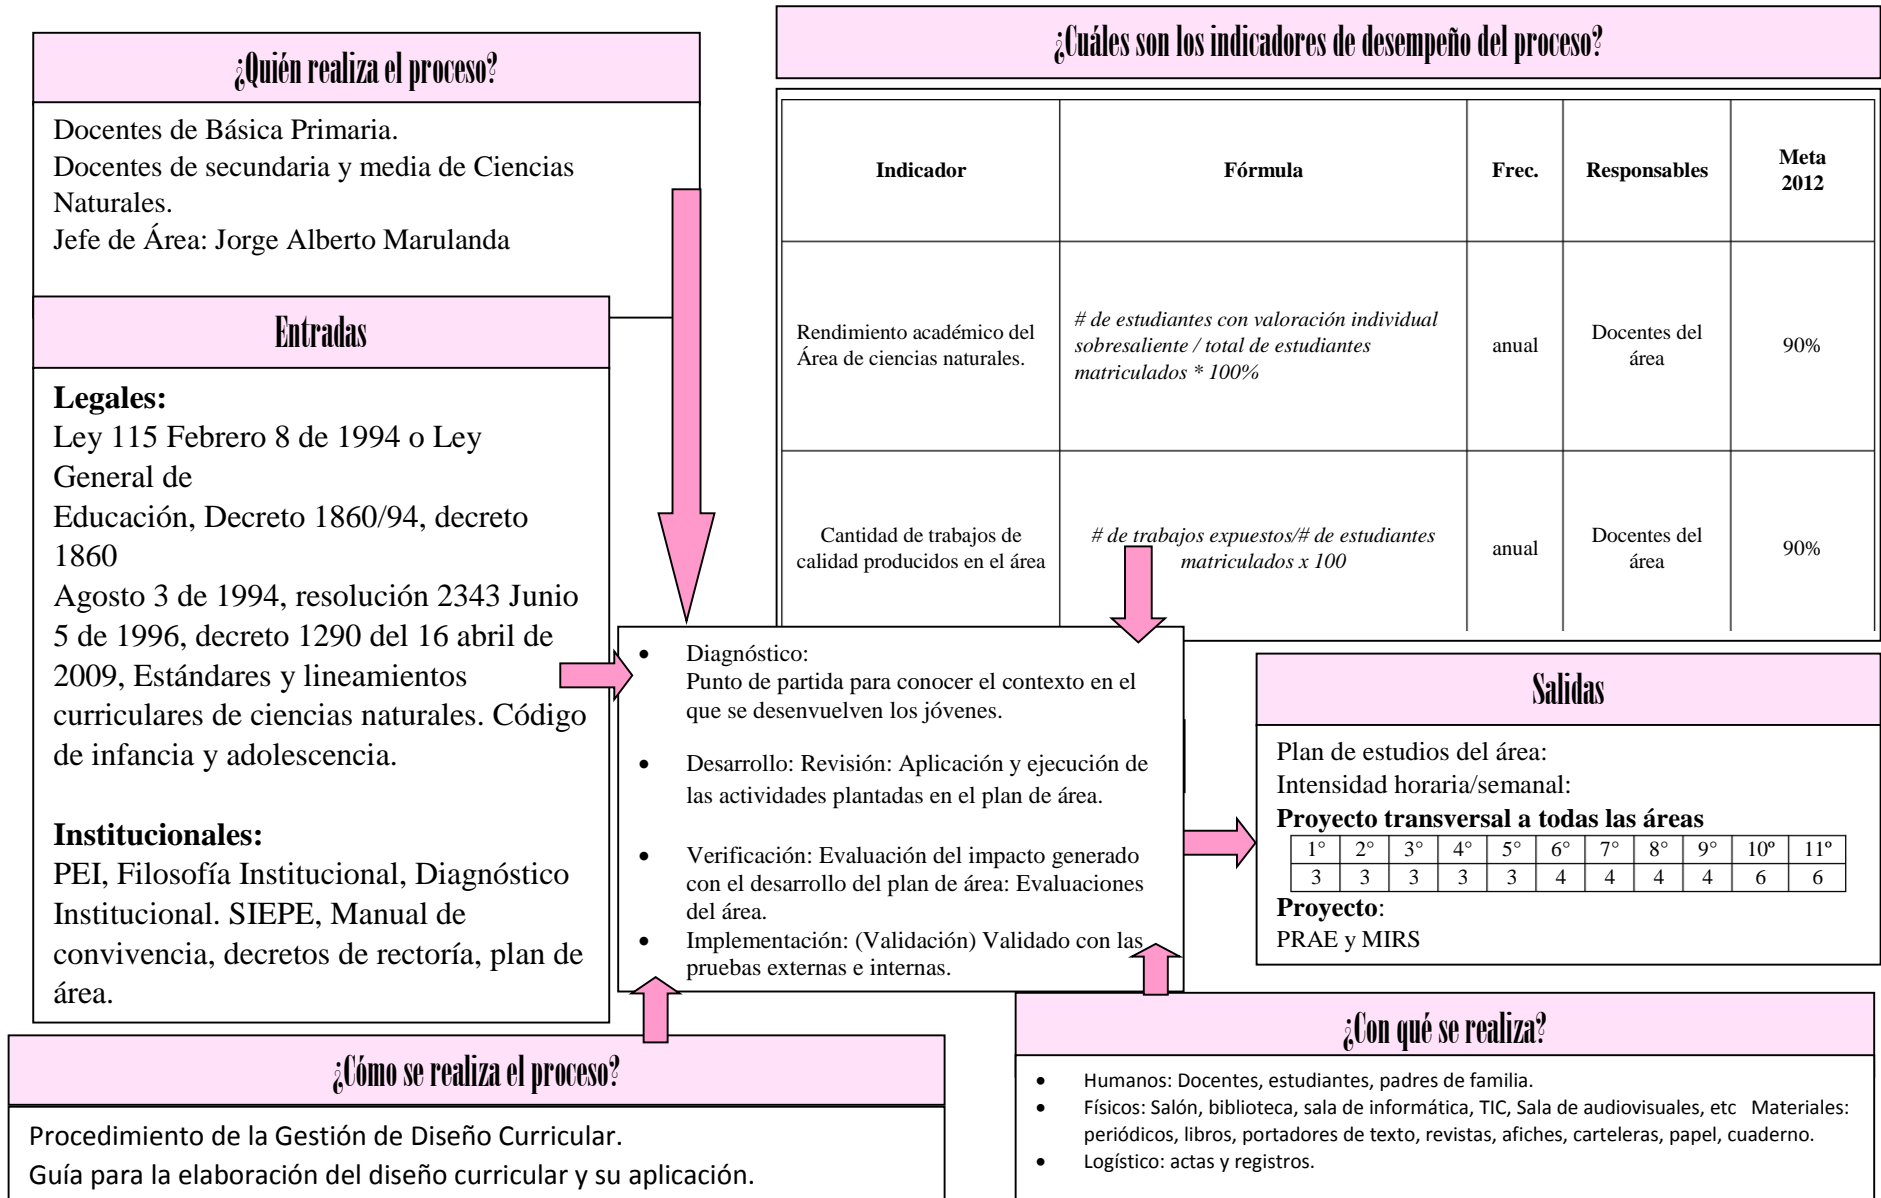 ¿Quién realiza el proceso?
Docentes de Básica Primaria.
Docentes de secundaria y media de Ciencias
Naturales.
Jefe de Área: Jorge Alberto Marulanda
¿Cuáles son los indicadores de desempeño del proceso?
Indicador Fórmula Frec. Responsables Meta
2012
Rendimiento académico del
Área de ciencias naturales.
# de estudiantes con valoración individual
sobresaliente / total de estudiantes
matriculados * 100%
anual
Docentes del
área
90%
Cantidad de trabajos de
calidad producidos en el área
# de trabajos expuestos/# de estudiantes
matriculados x 100
anual
Docentes del
área
90%
Entradas
Legales:
Ley 115 Febrero 8 de 1994 o Ley
General de
Educación, Decreto 1860/94, decreto
1860
Agosto 3 de 1994, resolución 2343 Junio
5 de 1996, decreto 1290 del 16 abril de
2009, Estándares y lineamientos
curriculares de ciencias naturales. Código
de infancia y adolescencia.
Institucionales:
PEI, Filosofía Institucional, Diagnóstico
Institucional. SIEPE, Manual de
convivencia, decretos de rectoría, plan de
área.
• Diagnóstico:
Punto de partida para conocer el contexto en el
que se desenvuelven los jóvenes.
• Desarrollo: Revisión: Aplicación y ejecución de
las actividades plantadas en el plan de área.
• Verificación: Evaluación del impacto generado
con el desarrollo del plan de área: Evaluaciones
del área.
• Implementación: (Validación) Validado con las
pruebas externas e internas.
Salidas
Plan de estudios del área:
Intensidad horaria/semanal:
Proyecto transversal a todas las áreas
1° 2° 3° 4° 5° 6° 7° 8° 9° 10º 11º
3 3 3 3 3 4 4 4 4 6 6
Proyecto:
PRAE y MIRS
¿Cómo se realiza el proceso?
Procedimiento de la Gestión de Diseño Curricular.
Guía para la elaboración del diseño curricular y su aplicación.
¿Con qué se realiza?
• Humanos: Docentes, estudiantes, padres de familia.
• Físicos: Salón, biblioteca, sala de informática, TIC, Sala de audiovisuales, etc Materiales:
periódicos, libros, portadores de texto, revistas, afiches, carteleras, papel, cuaderno.
• Logístico: actas y registros.